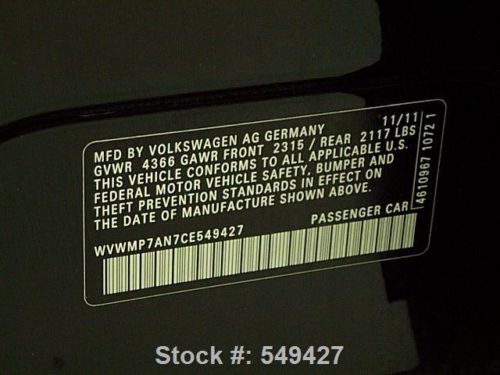 MFD BY VOLKSWAGEN AG GERMANY 11/11
GVWR 4366 GAWR FRONT 2315 / REAR 2117 LBS
THIS VEHICLE CONFORMS TO ALL APPLICABLE U.S.
FEDERAL MOTOR VEHICLE SAFETY, BUMPER AND
THEFT PREVENTION STANDARDS IN EFFECT ON
THE DATE OF MANUFACTURE SHOWN ABOVE.
WVWMP7AN7CE549427 PASSENGER CAR
4610967 1072 1
Stock #: 549427